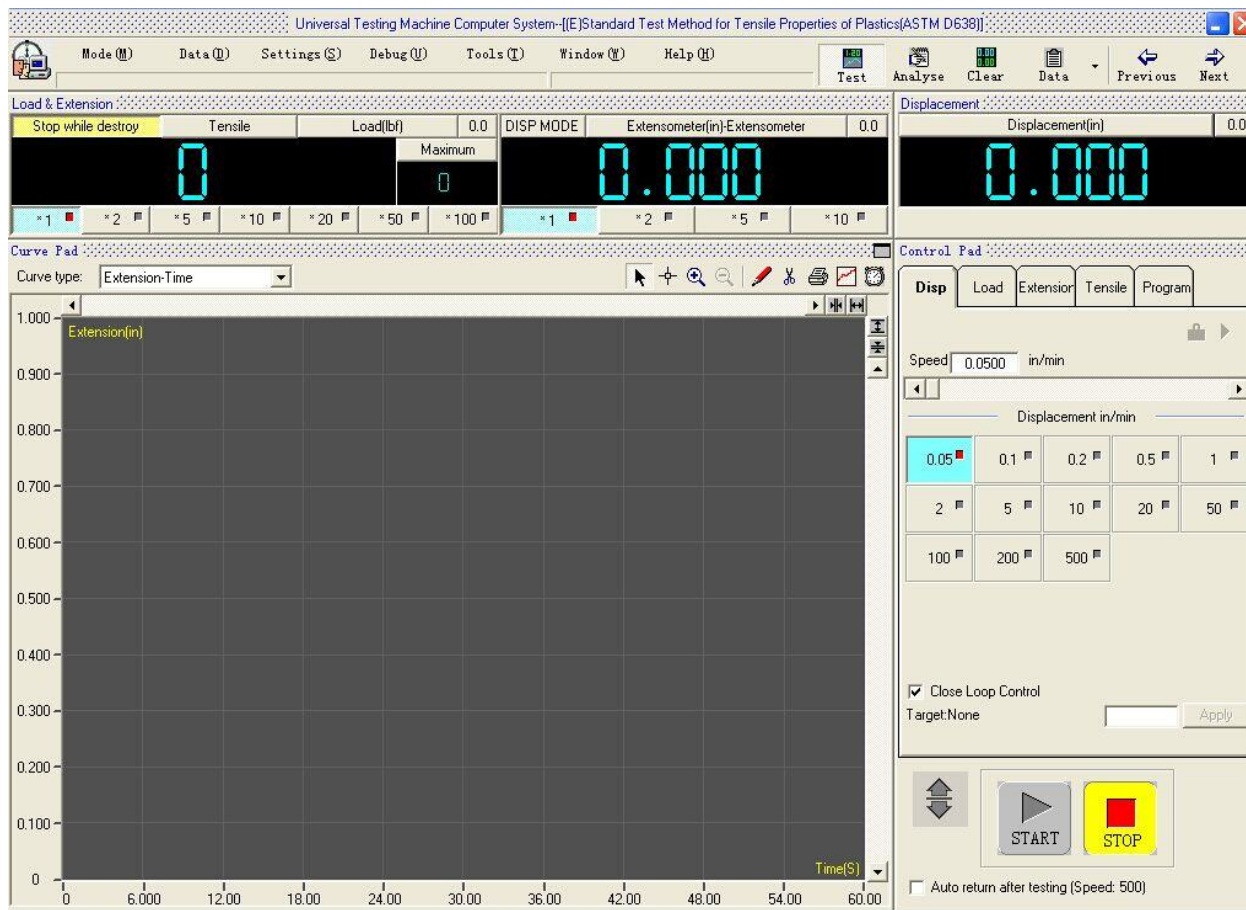 Universal Testing Machine Computer System--[(E)Standard Test Method for Tensile Properties of Plastics(ASTM D638)]
Mode(M) Data(D) Settings(S) Debug(U) Tools(T) Window(W) Help(H)
Test Analyse Clear Data Previous Next
Load & Extension
Stop while destroy Tensile Load(lbf) 0.0
Maximum
0
0
*1 *2 *5 *10 *20 *50 *100
DISP MODE Extensometer(in)-Extensometer 0.0
0.000
*1 *2 *5 *10
Displacement
Displacement(in) 0.0
0.000
Curve Pad
Curve type: Extension-Time
Extension(in)
1.000
0.900
0.800
0.700
0.600
0.500
0.400
0.300
0.200
0.100
0
Time(S)
0 6.000 12.00 18.00 24.00 30.00 36.00 42.00 48.00 54.00 60.00
Control Pad
Disp Load Extension Tensile Program
Speed 0.0500 in/min
Displacement in/min
0.05 0.1 0.2 0.5 1
2 5 10 20 50
100 200 500
Close Loop Control
Target:None Apply
START STOP
Auto return after testing (Speed: 500)